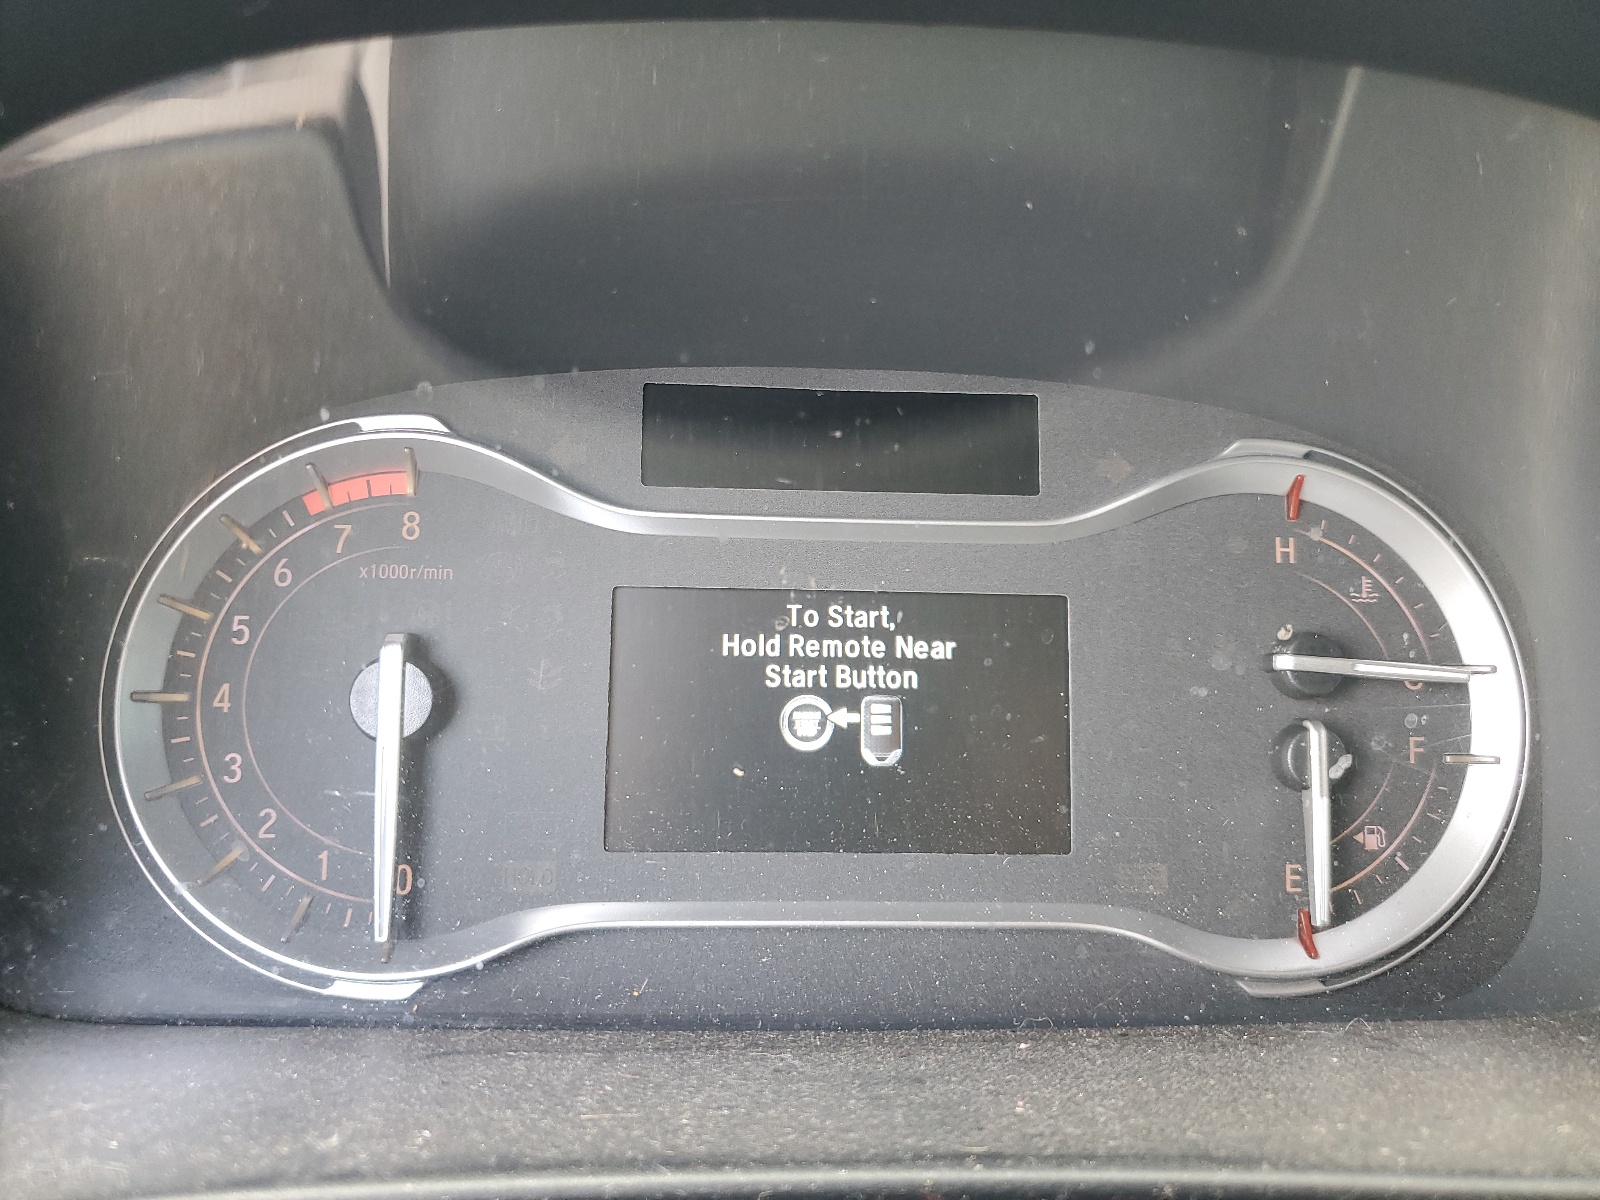 To Start,
Hold Remote Near
Start Button
8
7
6
5
4
3
2
1
0
x1000r/min
H
C
F
E